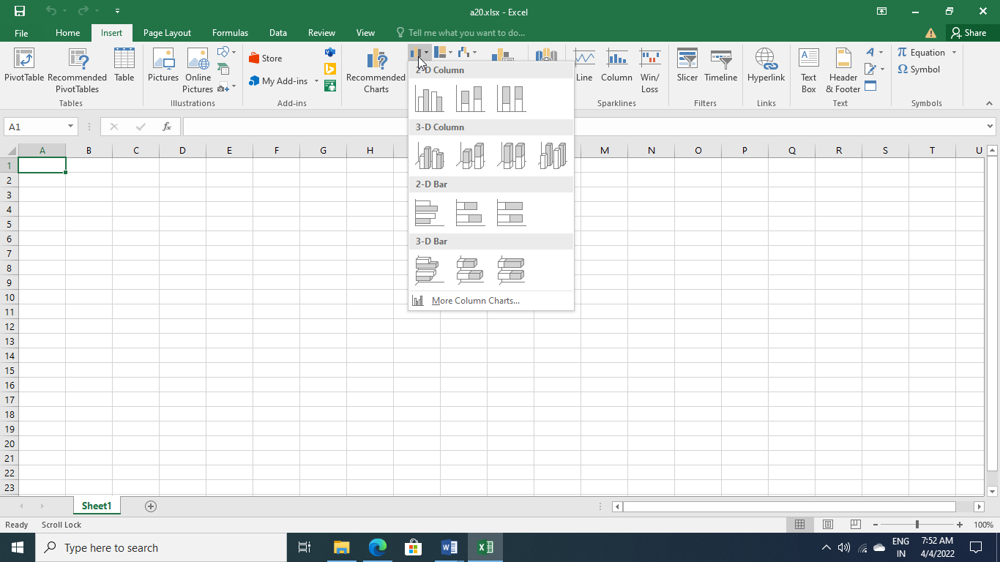 a20.xlsx - Excel
File Home Insert Page Layout Formulas Data Review View Tell me what you want to do... Share
PivotTable Recommended PivotTables Table
Tables
Pictures Online Pictures
Illustrations
Store
My Add-ins
Add-ins
Recommended Charts
Line Column Win/ Loss
Sparklines
Slicer Timeline
Filters
Hyperlink
Links
Text Box Header & Footer
Text
Equation
Symbol
Symbols
A1
fx
2-D Column
3-D Column
2-D Bar
3-D Bar
More Column Charts...
A B C D E F G H M N O P Q R S T U
1
2
3
4
5
6
7
8
9
10
11
12
13
14
15
16
17
18
19
20
21
22
23
Sheet1
Ready Scroll Lock 100%
Type here to search
ENG
IN
7:52 AM
4/4/2022